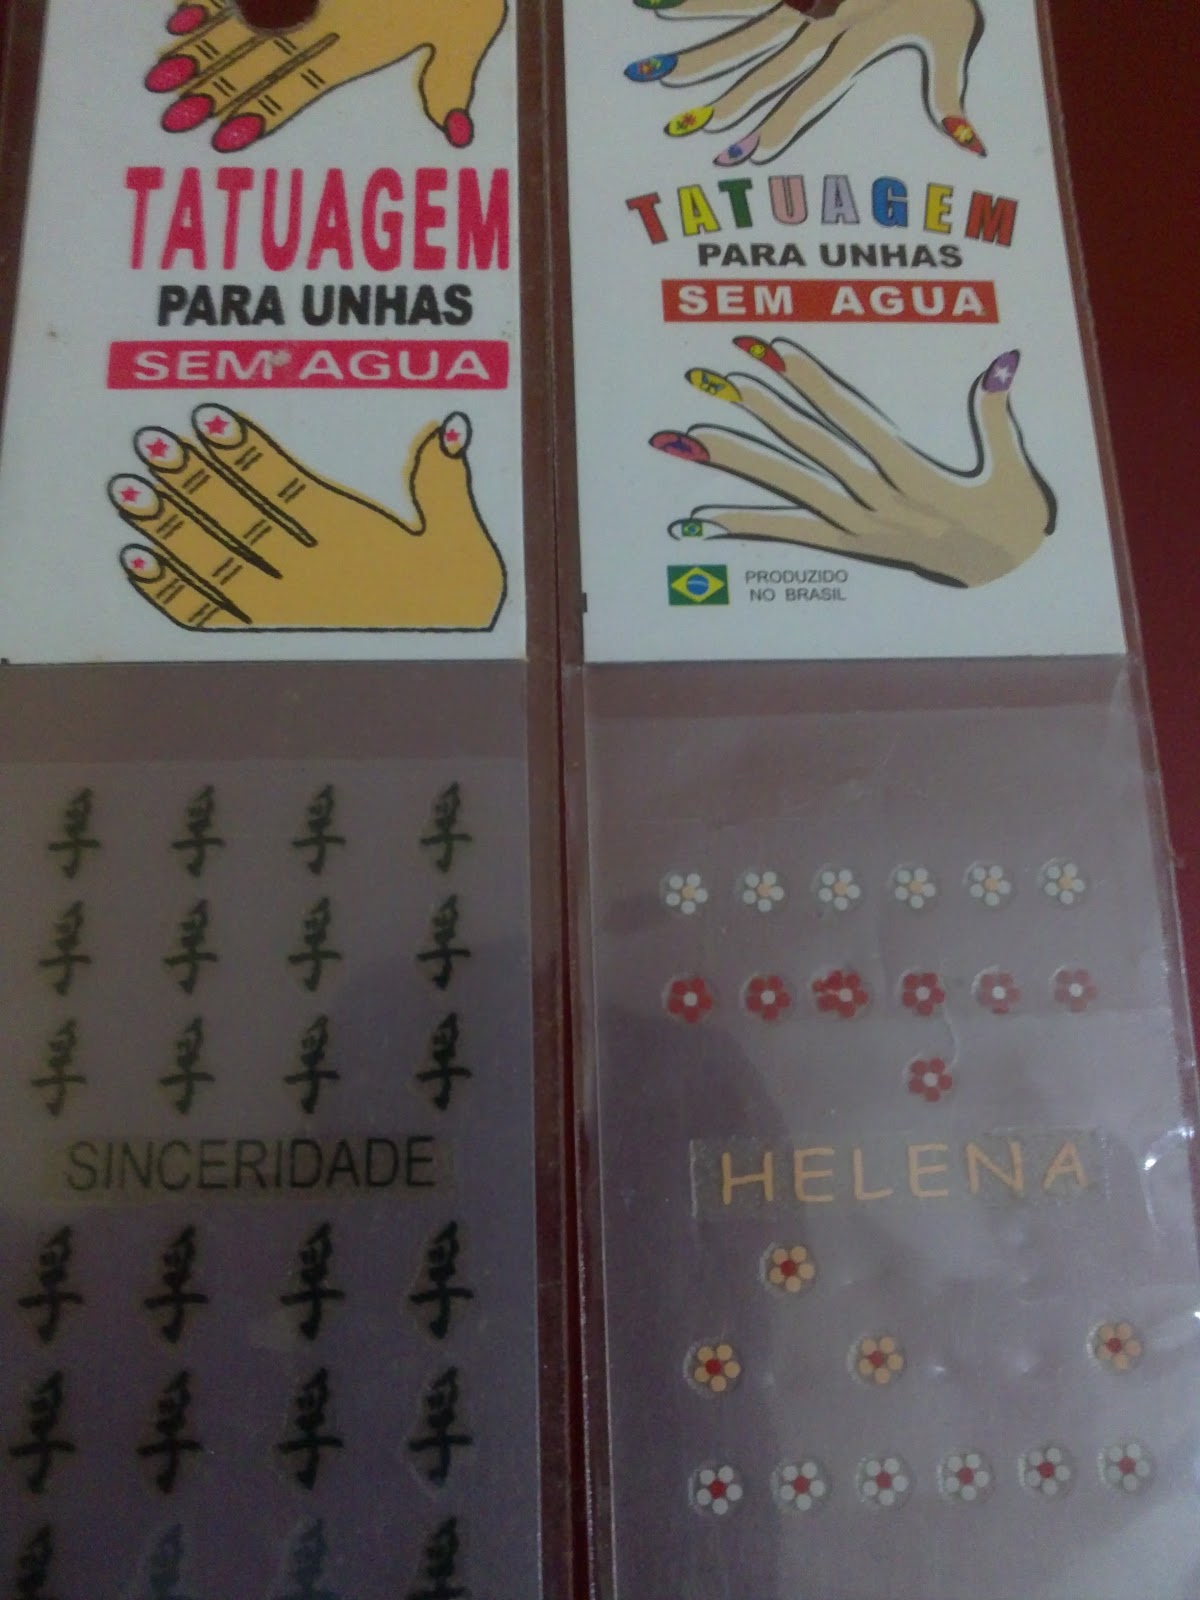 TATUAGEM
PARA UNHAS
SEM AGUA
SINCERIDADE
TATUAGEM
PARA UNHAS
SEM AGUA
PRODUZIDO
NO BRASIL
HELENA